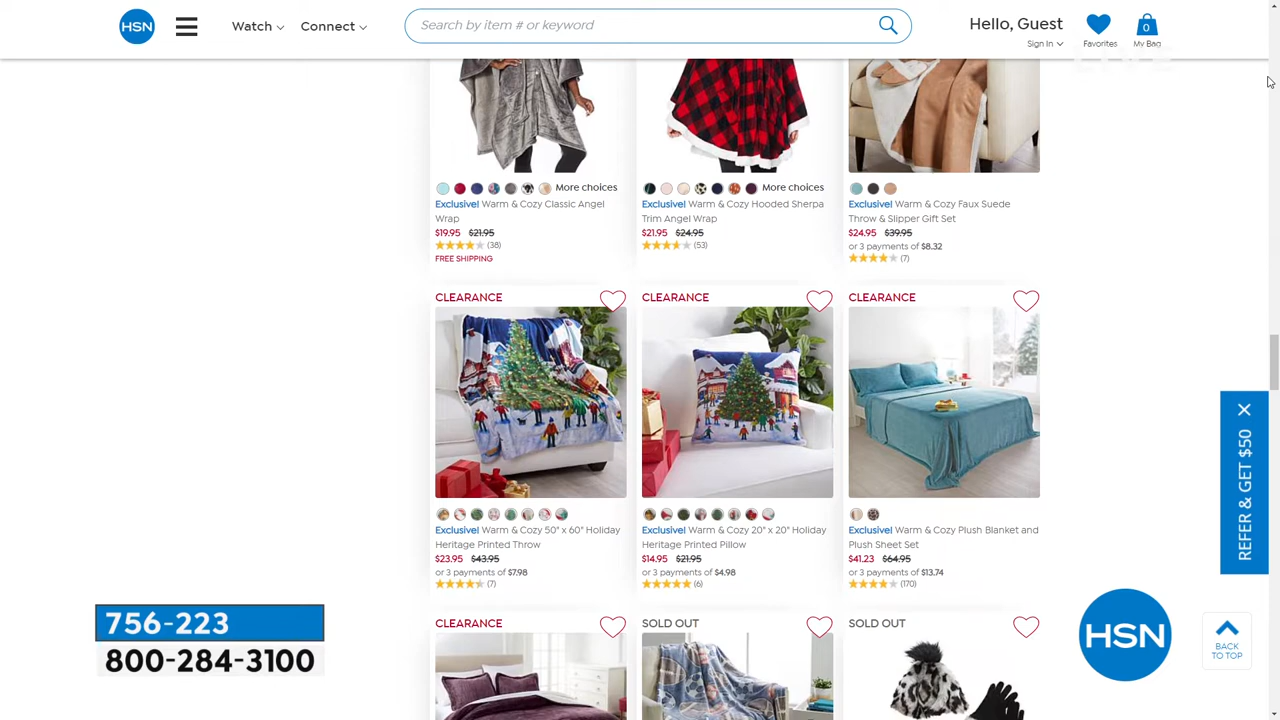 HSN
Watch
Connect
Search by item # or keyword
Hello, Guest
Sign In
Favorites
0
My Bag
More choices
Exclusive! Warm & Cozy Classic Angel
Wrap
$19.95 $21.95
(38)
FREE SHIPPING
More choices
Exclusive! Warm & Cozy Hooded Sherpa
Trim Angel Wrap
$21.95 $24.95
(53)
Exclusive! Warm & Cozy Faux Suede
Throw & Slipper Gift Set
$24.95 $39.95
or 3 payments of $8.32
(7)
CLEARANCE
Exclusive! Warm & Cozy 50" x 60" Holiday
Heritage Printed Throw
$23.95 $43.95
or 3 payments of $7.98
(7)
CLEARANCE
Exclusive! Warm & Cozy 20" x 20" Holiday
Heritage Printed Pillow
$14.95 $21.95
or 3 payments of $4.98
(6)
CLEARANCE
Exclusive! Warm & Cozy Plush Blanket and
Plush Sheet Set
$41.23 $64.95
or 3 payments of $13.74
(170)
REFER & GET $50
CLEARANCE
SOLD OUT
SOLD OUT
756-223
800-284-3100
HSN
BACK
TO TOP